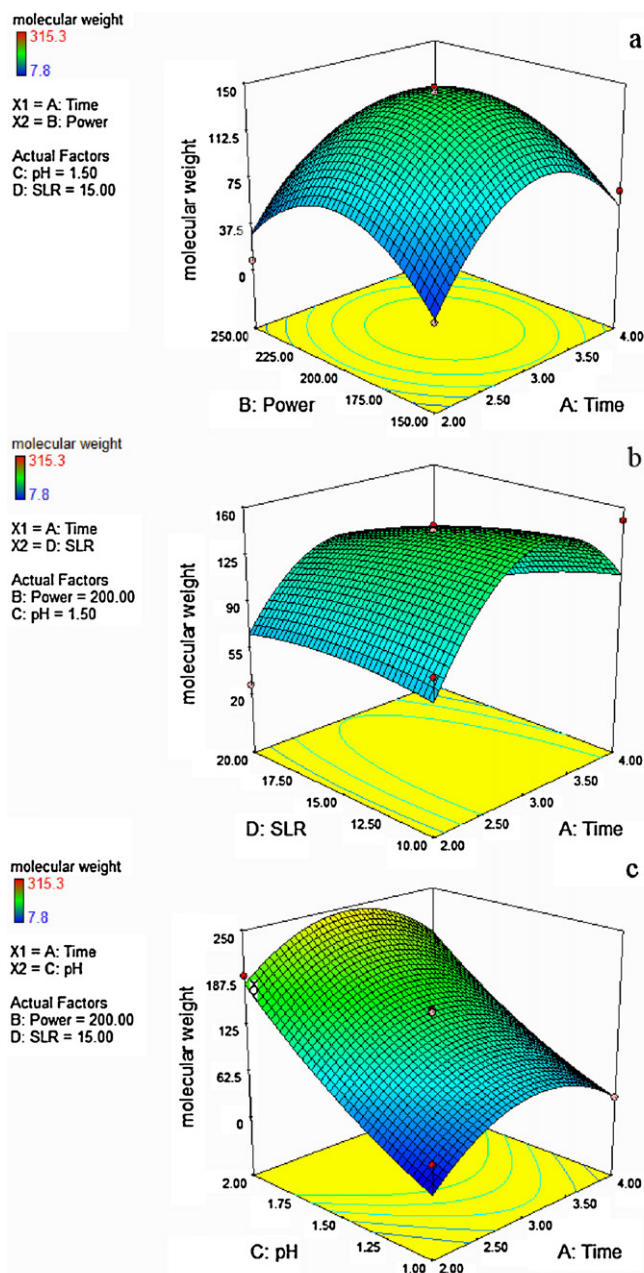 molecular weight
315.3
7.8
X1 = A: Time
X2 = B: Power
Actual Factors
C: pH = 1.50
D: SLR = 15.00
a
150
112.5
75
37.5
0
molecular weight
250.00
225.00
200.00
175.00
150.00
B: Power
2.00
2.50
3.00
3.50
4.00
A: Time
molecular weight
315.3
7.8
X1 = A: Time
X2 = D: SLR
Actual Factors
B: Power = 200.00
C: pH = 1.50
b
160
125
90
55
20
molecular weight
20.00
17.50
15.00
12.50
10.00
D: SLR
2.00
2.50
3.00
3.50
4.00
A: Time
molecular weight
315.3
7.8
X1 = A: Time
X2 = C: pH
Actual Factors
B: Power = 200.00
D: SLR = 15.00
c
250
187.5
125
62.5
0
molecular weight
2.00
1.75
1.50
1.25
1.00
C: pH
2.00
2.50
3.00
3.50
4.00
A: Time